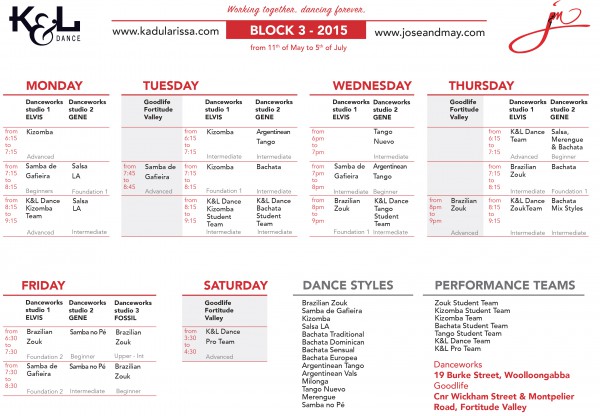 Working together, dancing forever.
K&L
DANCE
www.kadularissa.com
BLOCK 3 - 2015
www.joseandmay.com
from 11th of May to 5th of July
MONDAY
Danceworks studio 1 ELVIS
Danceworks studio 2 GENE
from 6:15 to 7:15
Kizomba
Advanced
from 7:15 to 8:15
Samba de Gafieira
Beginners
Salsa LA
Foundation 1
from 8:15 to 9:15
K&L Dance Kizomba Team
Advanced
Salsa LA
Intermediate
TUESDAY
Goodlife Fortitude Valley
Danceworks studio 1 ELVIS
Danceworks studio 2 GENE
from 6:15 to 7:15
Kizomba
Intermediate
Argentinean Tango
Intermediate
from 7:45 to 8:45
Samba de Gafieira
Advanced
from 7:15 to 8:15
Kizomba
Foundation 1
Bachata
Intermediate
from 8:15 to 9:15
K&L Dance Kizomba Student Team
Intermediate
K&L Dance Bachata Student Team
Intermediate
WEDNESDAY
Danceworks studio 1 ELVIS
Danceworks studio 2 GENE
from 6pm to 7pm
Tango Nuevo
Intermediate
from 7pm to 8pm
Samba de Gafieira
Intermediate
Argentinean Tango
Beginner
from 8pm to 9pm
Brazilian Zouk
Foundation 1
K&L Dance Tango Student Team
Intermediate
THURSDAY
Goodlife Fortitude Valley
Danceworks studio 1 ELVIS
Danceworks studio 2 GENE
from 6:15 to 7:15
K&L Dance Team
Advanced
Salsa, Merengue & Bachata
Beginner
from 7:15 to 8:15
Brazilian Zouk
Intermediate
Bachata
Foundation 1
from 8pm to 9pm
Brazilian Zouk
Advanced
from 8:15 to 9:15
K&L Dance ZoukTeam
Advanced
Bachata Mix Styles
Intermediate
FRIDAY
Danceworks studio 1 ELVIS
Danceworks studio 2 GENE
Danceworks studio 3 FOSSIL
from 6:30 to 7:30
Brazilian Zouk
Foundation 2
Samba no Pé
Beginner
Brazilian Zouk
Upper - Int
from 7:30 to 8:30
Samba de Gafieira
Foundation 2
Samba no Pé
Intermediate
Brazilian Zouk
Beginner
SATURDAY
Goodlife Fortitude Valley
from 3:30 to 4:30
K&L Dance Pro Team
Advanced
DANCE STYLES
Brazilian Zouk
Samba de Gafieira
Kizomba
Salsa LA
Bachata Traditional
Bachata Dominican
Bachata Sensual
Bachata Europea
Argentinean Tango
Argentinean Vals
Milonga
Tango Nuevo
Merengue
Samba no Pé
PERFORMANCE TEAMS
Zouk Student Team
Kizomba Student Team
Kizomba Team
Bachata Student Team
Tango Student Team
K&L Dance Team
K&L Pro Team
Danceworks
19 Burke Street, Woolloongabba
Goodlife
Cnr Wickham Street & Montpelier
Road, Fortitude Valley